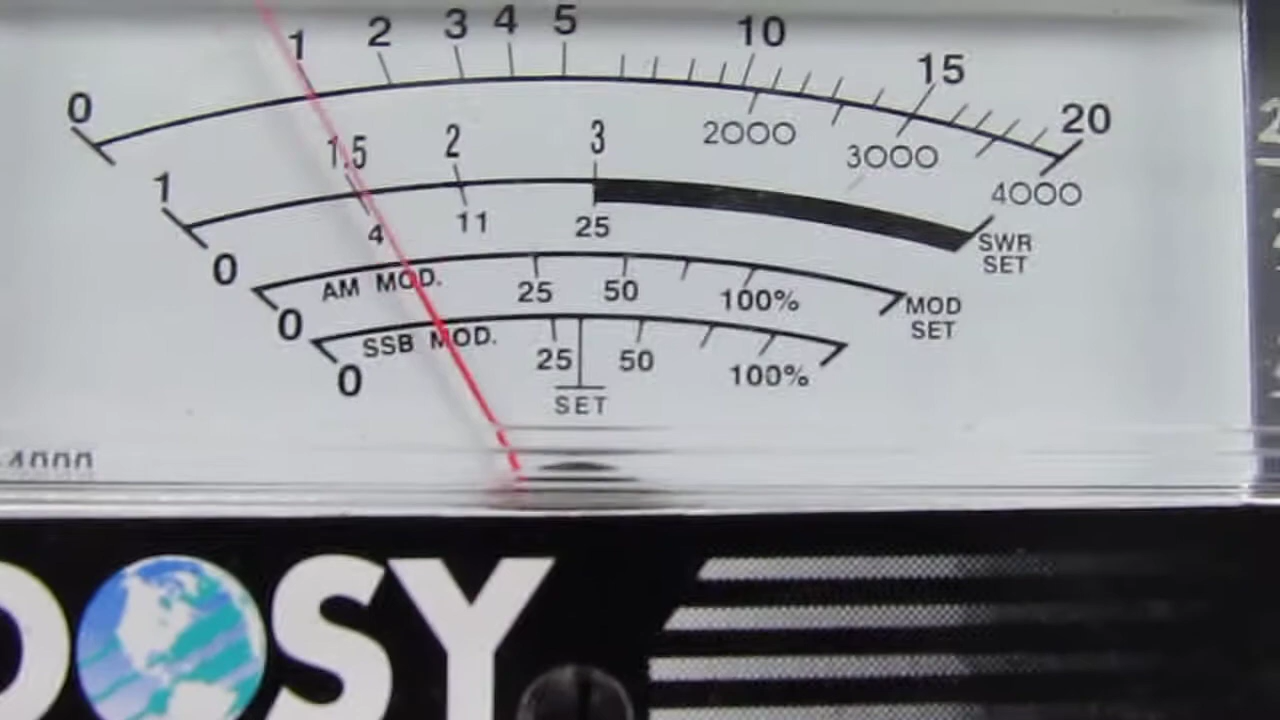 0 1 2 3 4 5 10 15 20
2000 3000 4000
1 1.5 2 3 SWR SET
0 4 11 25
AM MOD. 25 50 100% MOD SET
0
SSB MOD. 25 50 100%
0
SET
4000
OSY